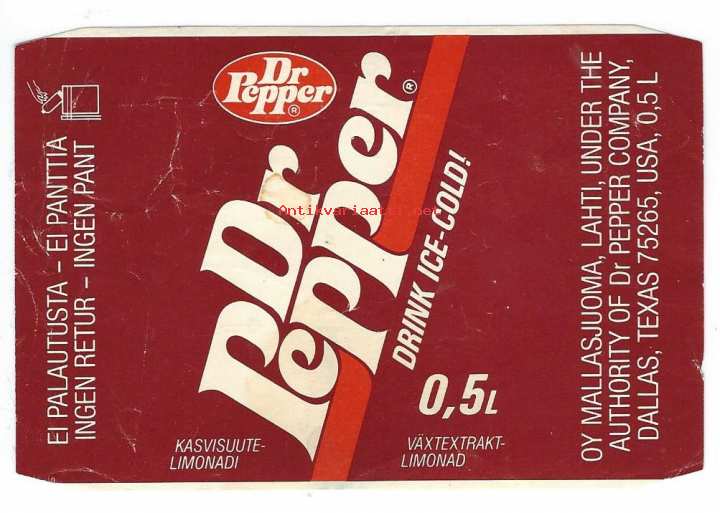 EI PALAUTUSTA – EI PANTTIA
INGEN RETUR – INGEN PANT
Dr
Pepper
®
Dr
Pepper
®
DRINK ICE-COLD!
0,5L
KASVISUUTE-
LIMONADI
VÄXTEXTRAKT-
LIMONAD
OY MALLASJUOMA, LAHTI, UNDER THE
AUTHORITY OF Dr PEPPER COMPANY,
DALLAS, TEXAS 75265, USA, 0,5 L
Antikvariaatti.net